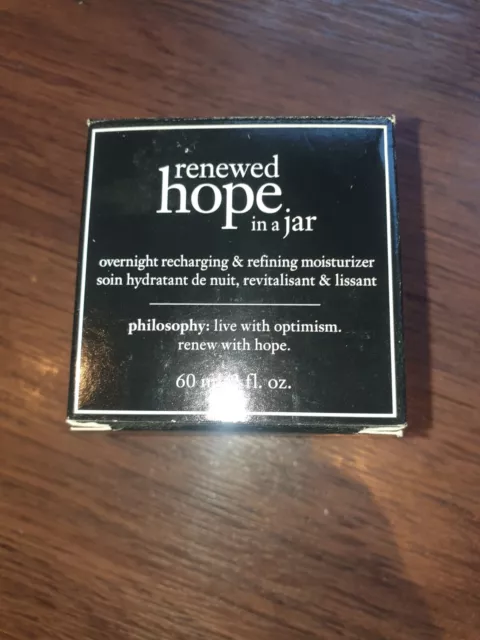 renewed
hope
in a jar
overnight recharging & refining moisturizer
soin hydratant de nuit, revitalisant & lissant
philosophy: live with optimism.
renew with hope.
60 fl. oz.